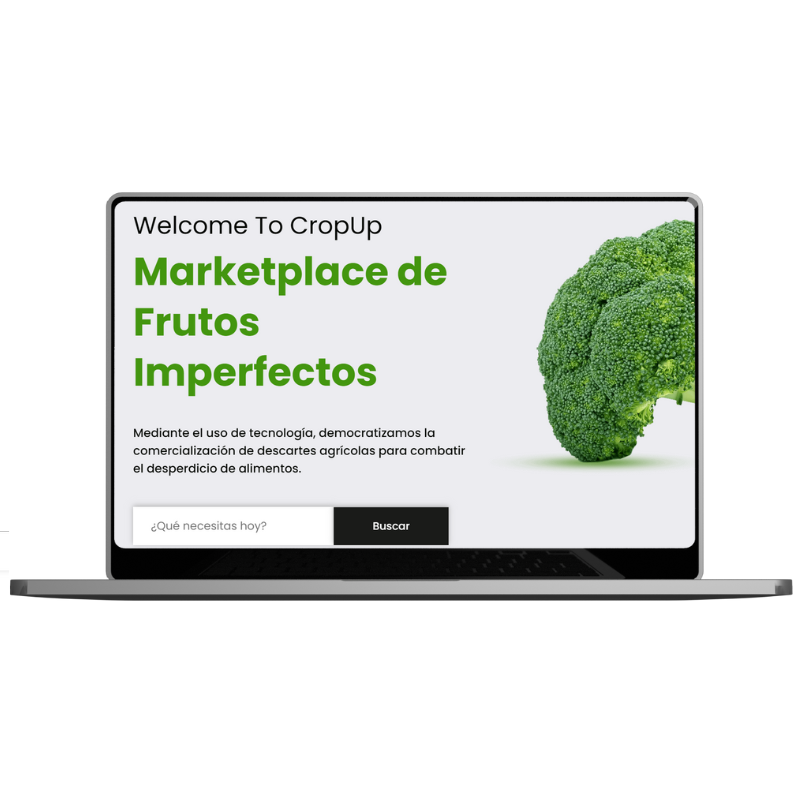 Welcome To CropUp
Marketplace de
Frutos
Imperfectos
Mediante el uso de tecnología, democratizamos la
comercialización de descartes agrícolas para combatir
el desperdicio de alimentos.
¿Qué necesitas hoy?
Buscar